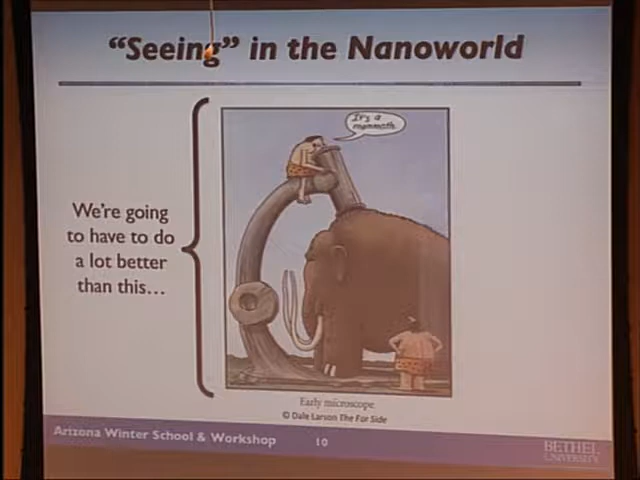 “Seeing” in the Nanoworld
It's a
mammoth.
We're going
to have to do
a lot better
than this...
Early microscope
© Dale Larson The Far Side
Arizona Winter School & Workshop
10
BETHEL
UNIVERSITY